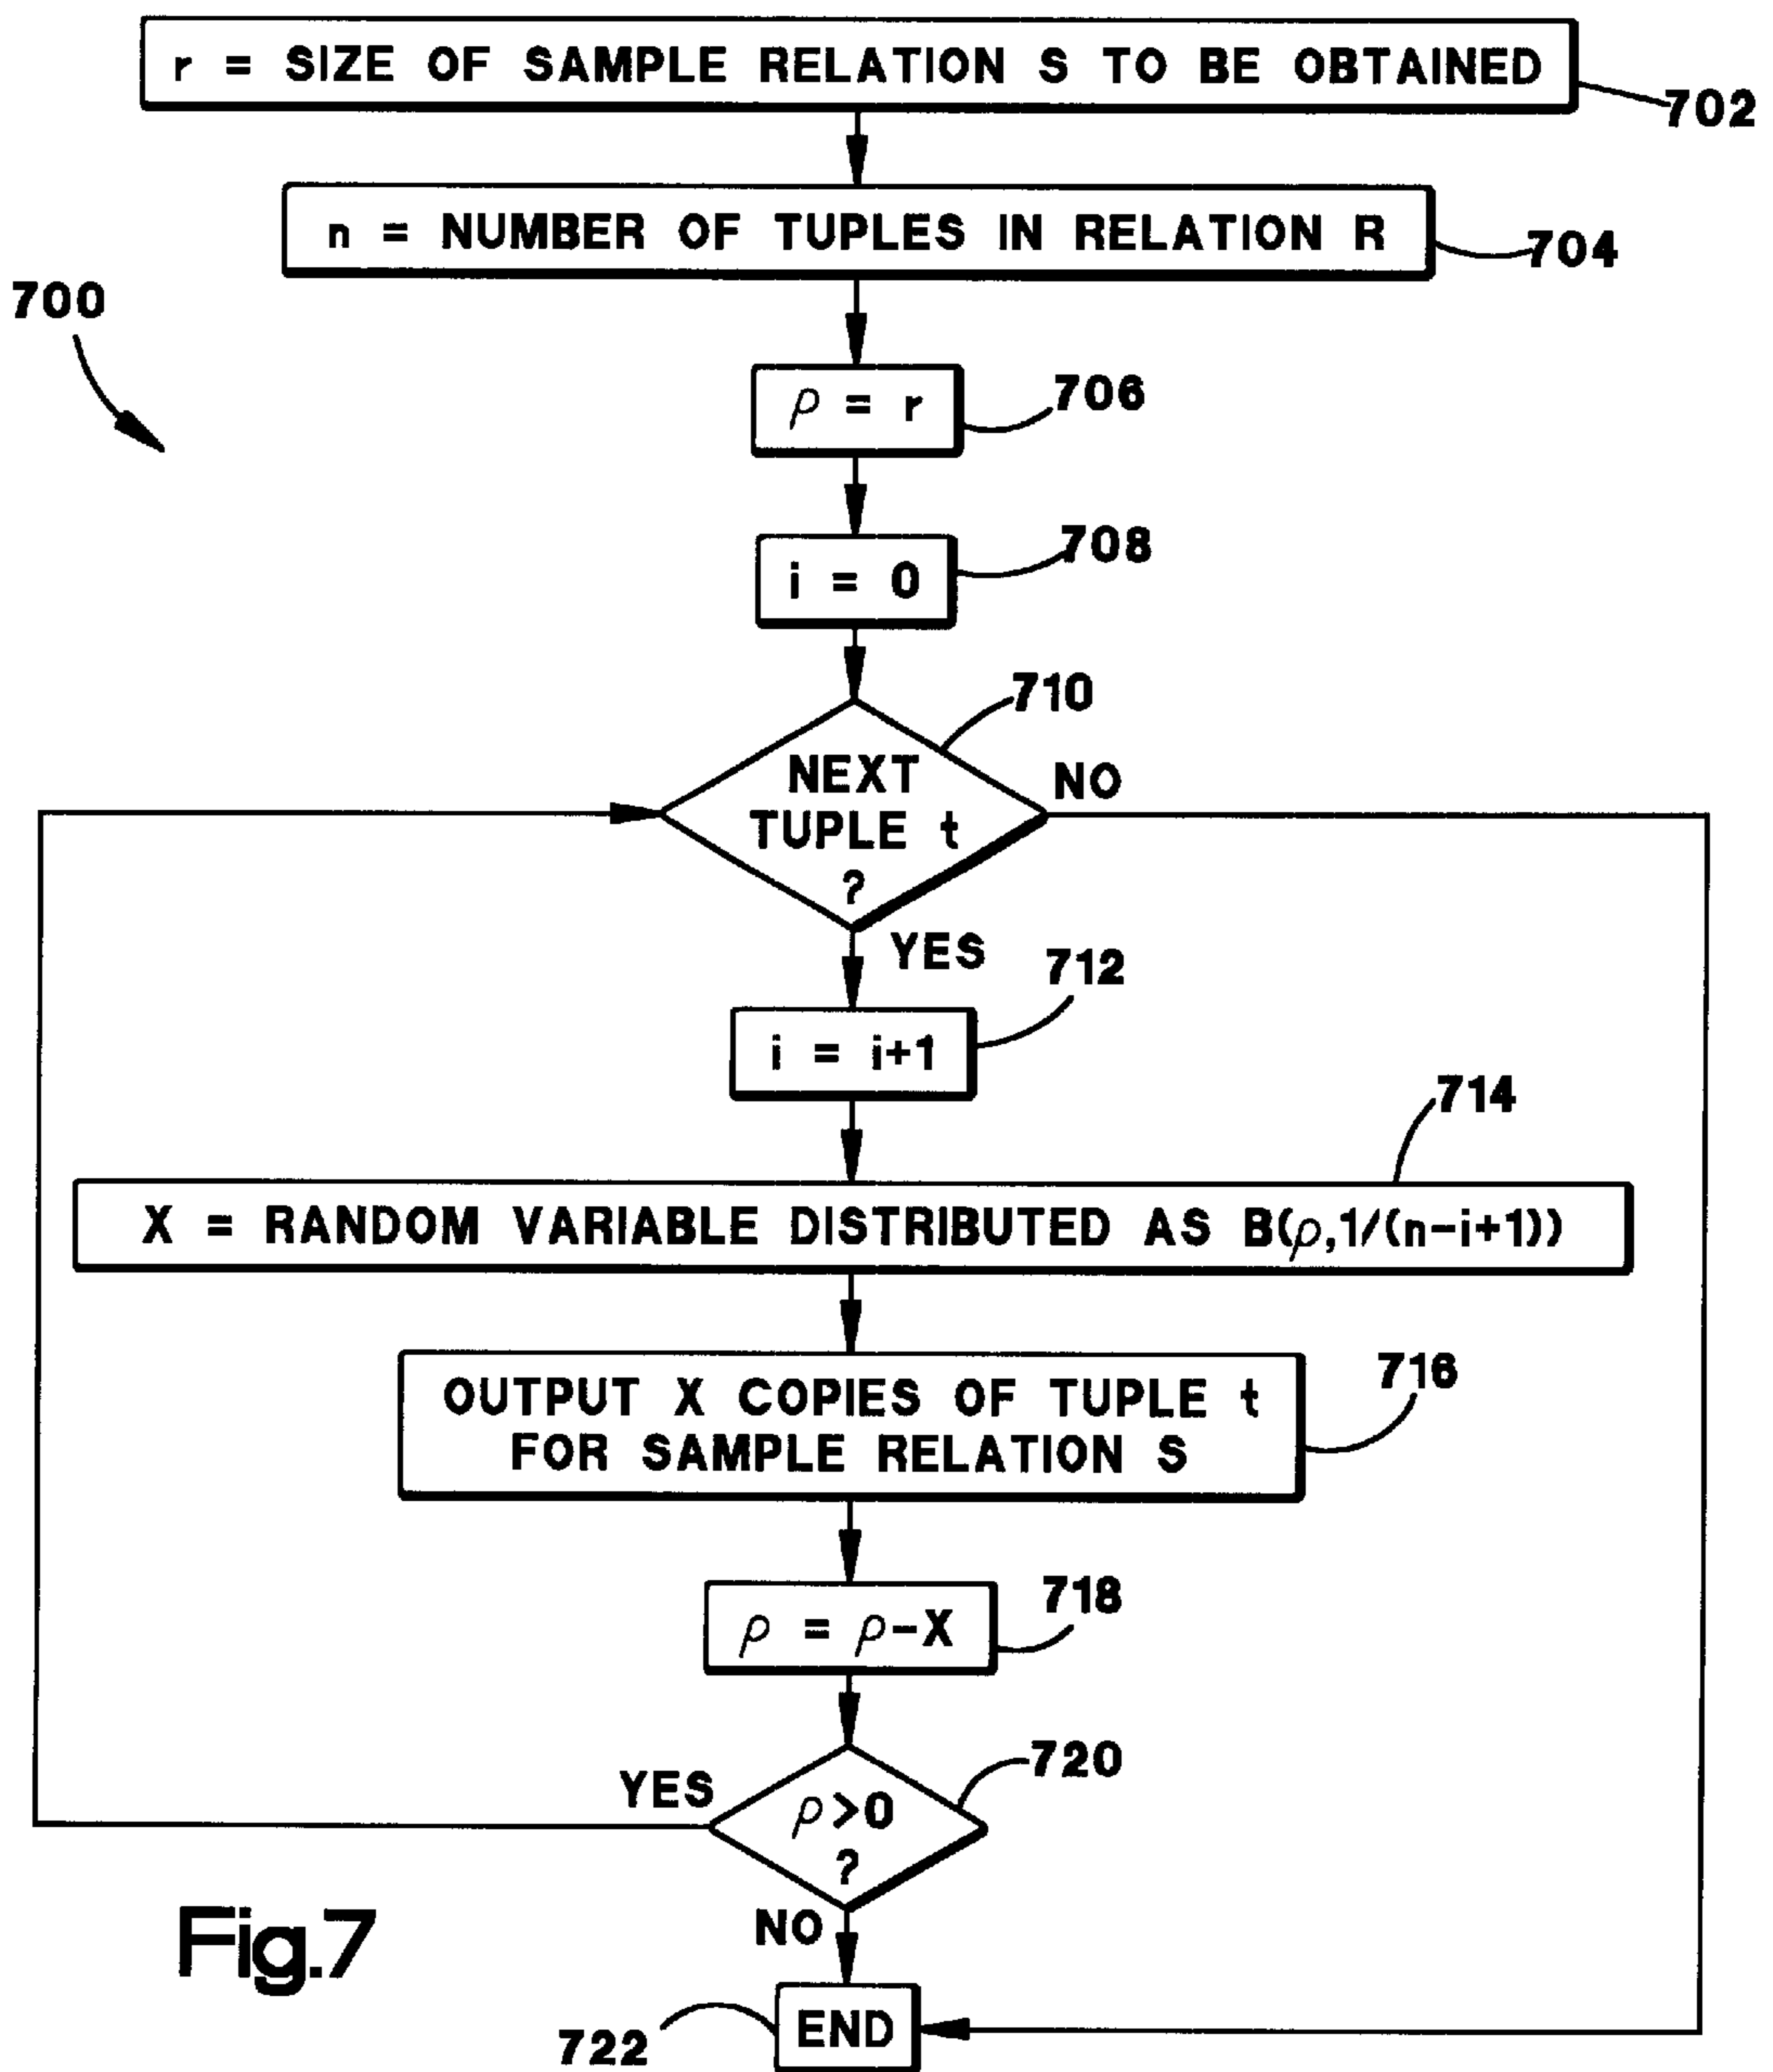 r = SIZE OF SAMPLE RELATION S TO BE OBTAINED
702
n = NUMBER OF TUPLES IN RELATION R
704
700
ρ = r
706
i = 0
708
710
NEXT
TUPLE t
?
NO
YES
712
i = i+1
714
X = RANDOM VARIABLE DISTRIBUTED AS B(ρ,1/(n-i+1))
716
OUTPUT X COPIES OF TUPLE t
FOR SAMPLE RELATION S
718
ρ = ρ-X
720
YES
ρ>0
?
NO
Fig.7
END
722